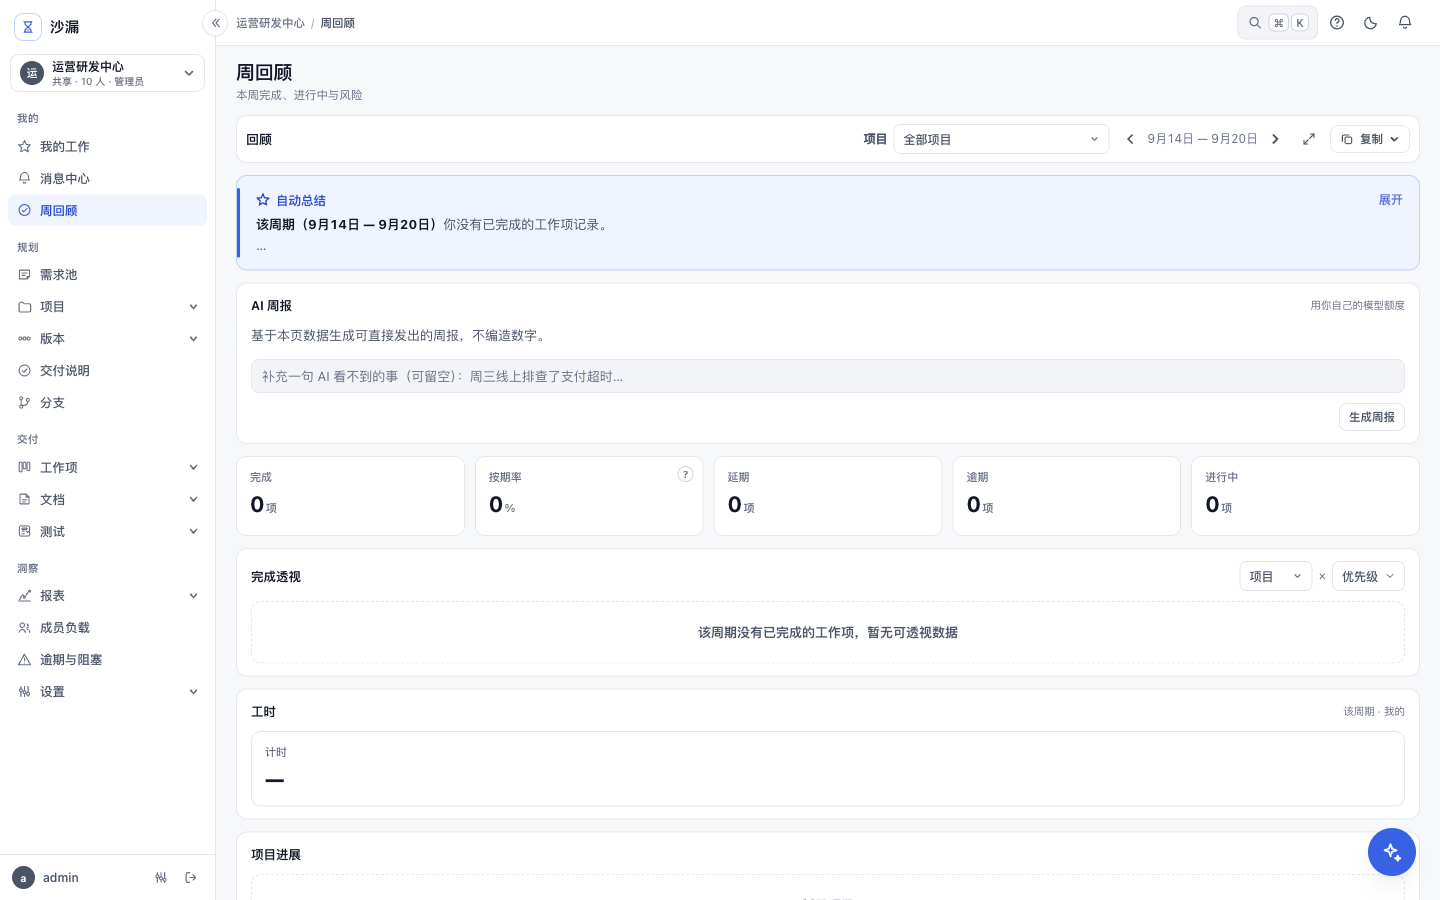 沙漏
运营研发中心 / 周回顾
⌘ K
运
运营研发中心
共享 · 10 人 · 管理员
我的
我的工作
消息中心
周回顾
规划
需求池
项目
版本
交付说明
分支
交付
工作项
文档
测试
洞察
报表
成员负载
逾期与阻塞
设置
a
admin
周回顾
本周完成、进行中与风险
回顾
项目 全部项目
9月14日 — 9月20日
复制
自动总结
展开
该周期（9月14日 — 9月20日）你没有已完成的工作项记录。
...
AI 周报
用你自己的模型额度
基于本页数据生成可直接发出的周报，不编造数字。
补充一句 AI 看不到的事（可留空）：周三线上排查了支付超时...
生成周报
完成
0 项
按期率
?
0 %
延期
0 项
逾期
0 项
进行中
0 项
完成透视
项目 × 优先级
该周期没有已完成的工作项，暂无可透视数据
工时
该周期 · 我的
计时
—
项目进展